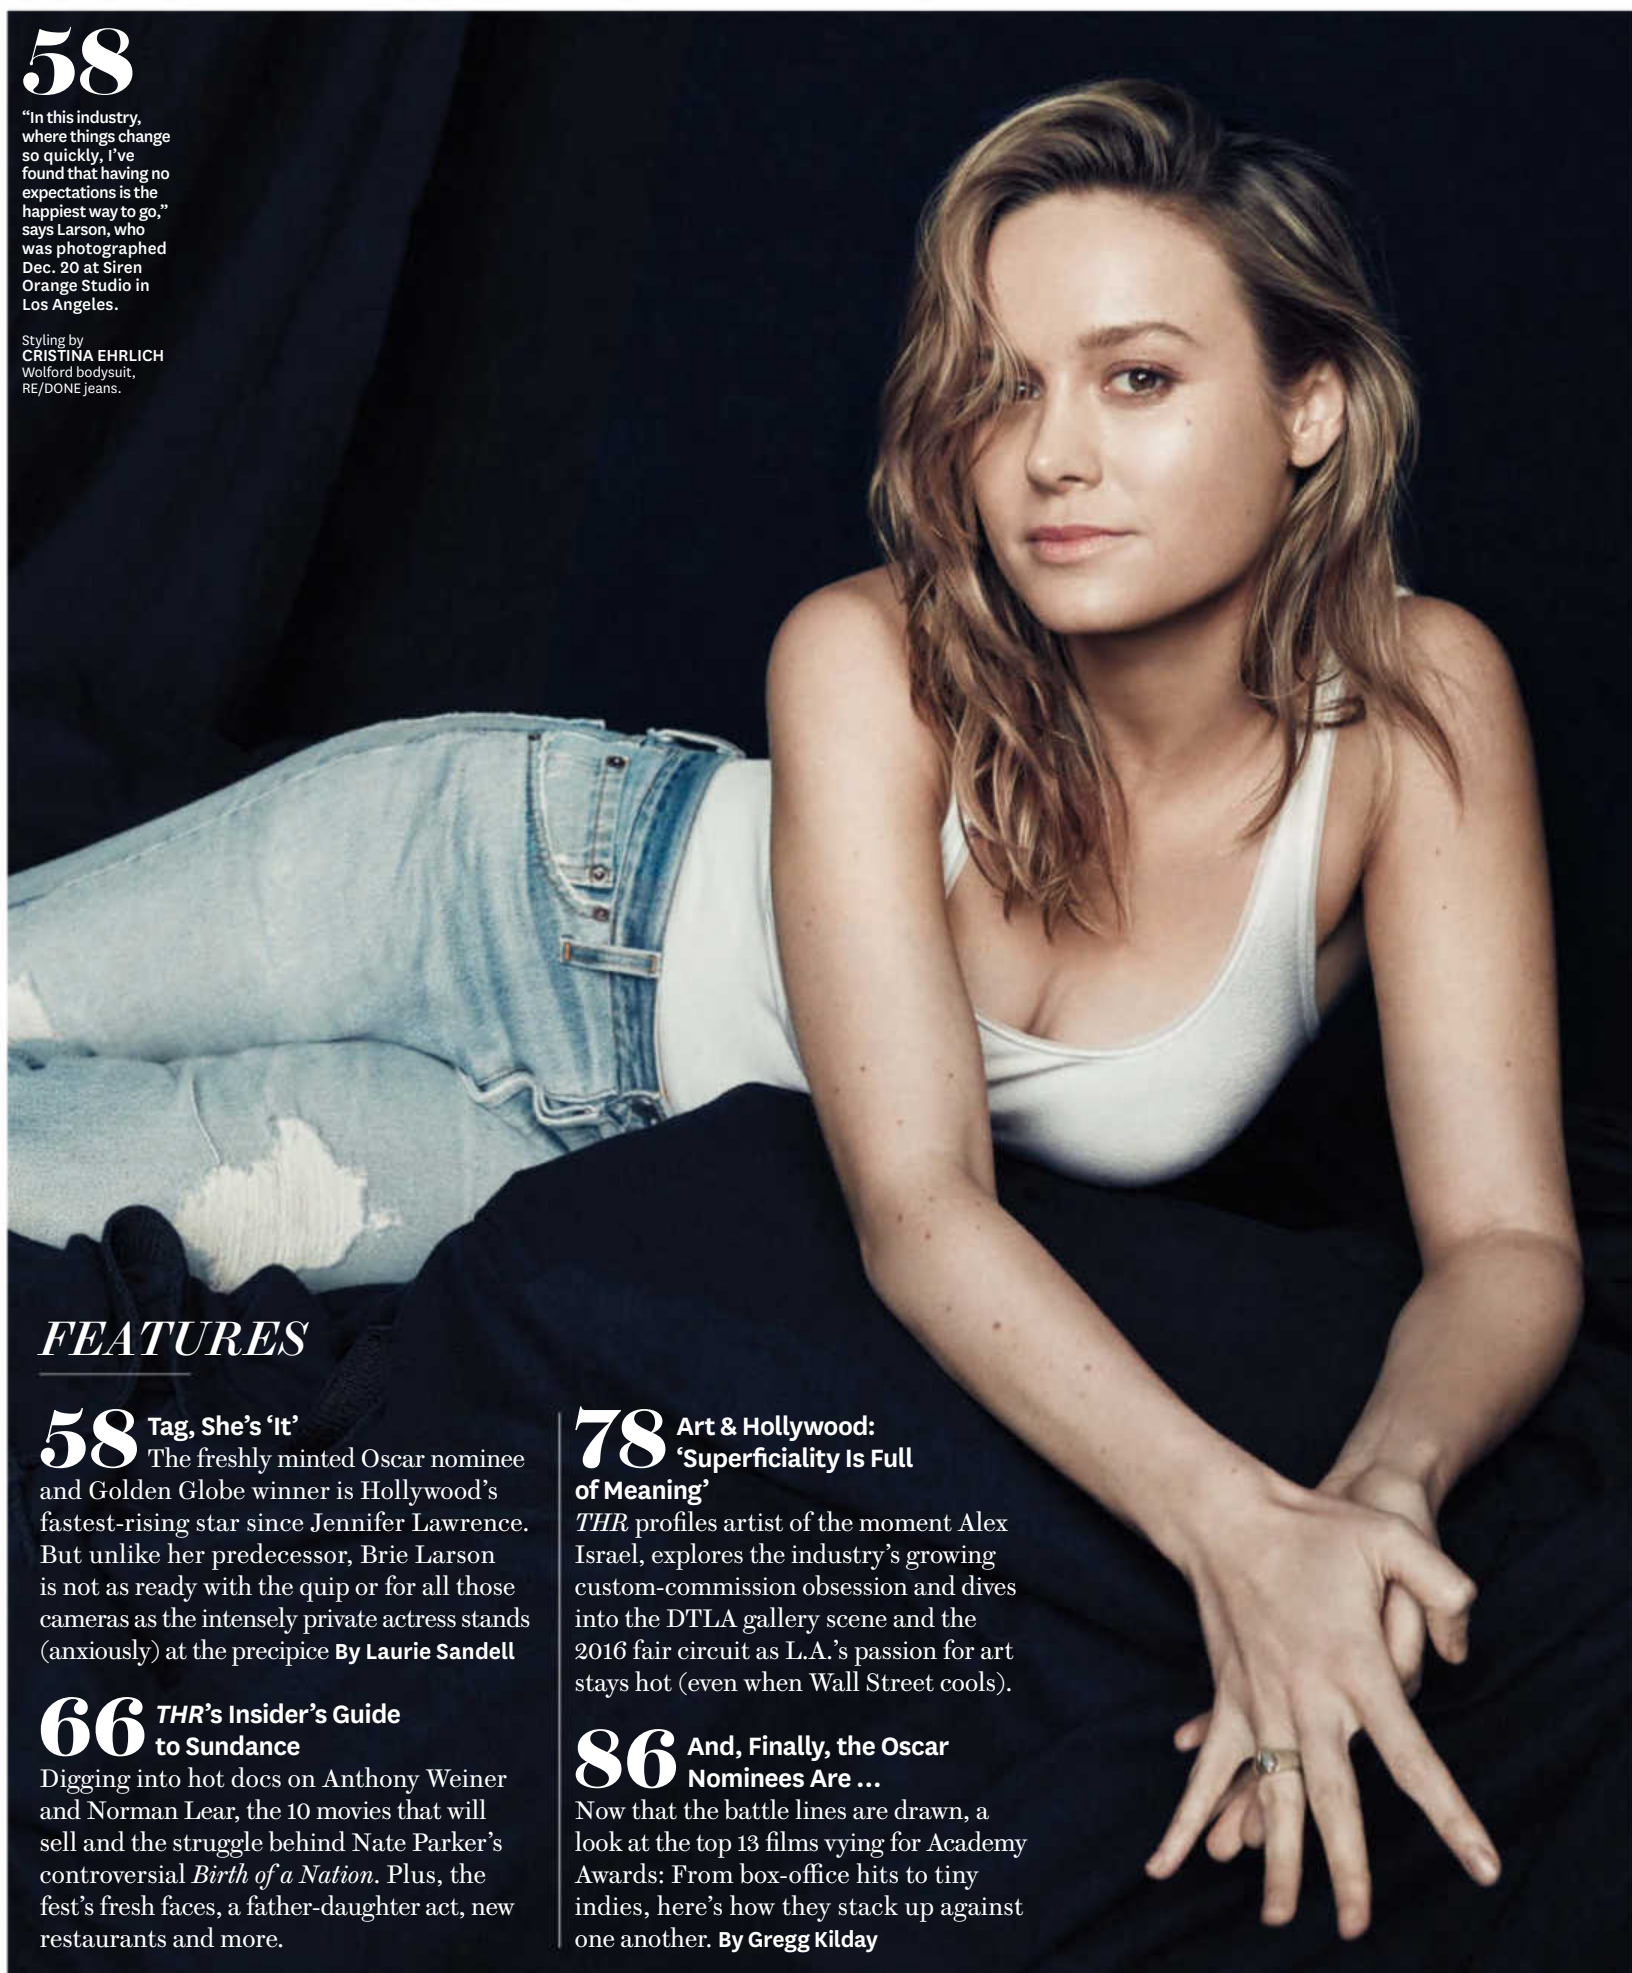 58
“In this industry,
where things change
so quickly, I’ve
found that having no
expectations is the
happiest way to go,”
says Larson, who
was photographed
Dec. 20 at Siren
Orange Studio in
Los Angeles.
Styling by
CRISTINA EHRLICH
Wolford bodysuit,
RE/DONE jeans.
FEATURES
58 Tag, She’s ‘It’
The freshly minted Oscar nominee
and Golden Globe winner is Hollywood’s
fastest-rising star since Jennifer Lawrence.
But unlike her predecessor, Brie Larson
is not as ready with the quip or for all those
cameras as the intensely private actress stands
(anxiously) at the precipice By Laurie Sandell
66 THR’s Insider’s Guide
to Sundance
Digging into hot docs on Anthony Weiner
and Norman Lear, the 10 movies that will
sell and the struggle behind Nate Parker’s
controversial Birth of a Nation. Plus, the
fest’s fresh faces, a father-daughter act, new
restaurants and more.
78 Art & Hollywood:
‘Superficiality Is Full
of Meaning’
THR profiles artist of the moment Alex
Israel, explores the industry’s growing
custom-commission obsession and dives
into the DTLA gallery scene and the
2016 fair circuit as L.A.’s passion for art
stays hot (even when Wall Street cools).
86 And, Finally, the Oscar
Nominees Are ...
Now that the battle lines are drawn, a
look at the top 13 films vying for Academy
Awards: From box-office hits to tiny
indies, here’s how they stack up against
one another. By Gregg Kilday